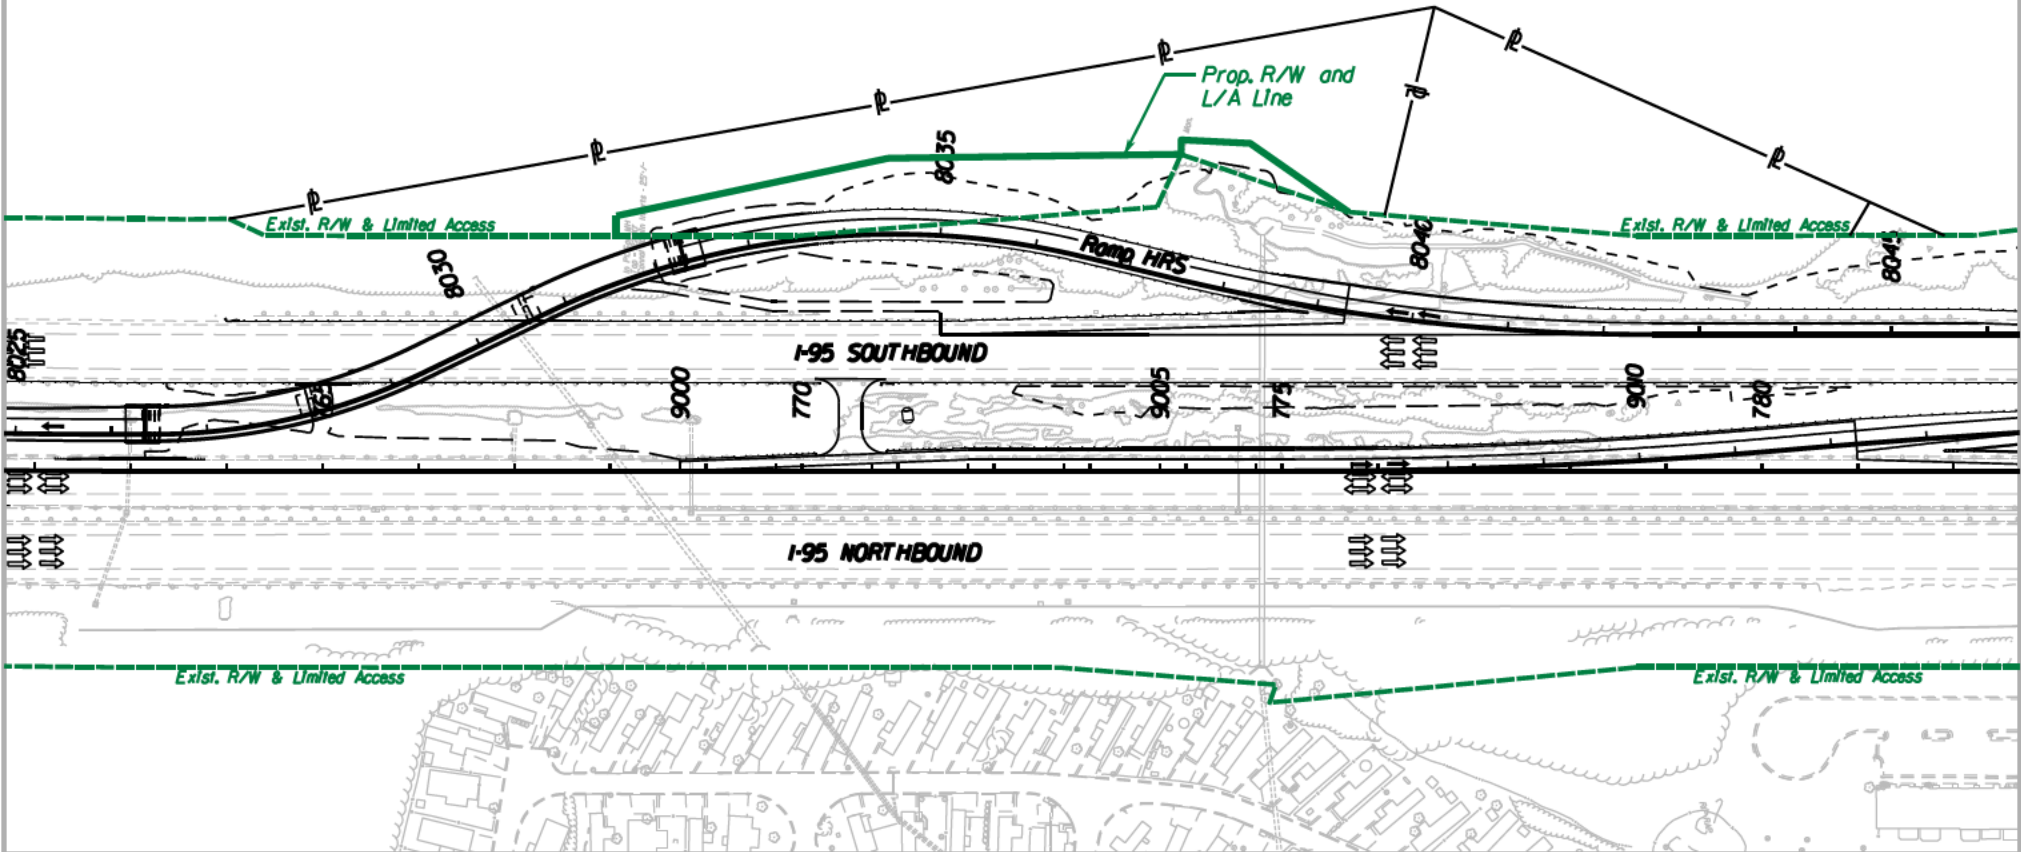 Prop. R/W and
L/A Line
8035
Exist. R/W & Limited Access
Exist. R/W & Limited Access
8030
Ramp HRS
8040
8045
8025
I-95 SOUTHBOUND
765
9000
770
9005
775
9010
780
I-95 NORTHBOUND
Exist. R/W & Limited Access
Exist. R/W & Limited Access